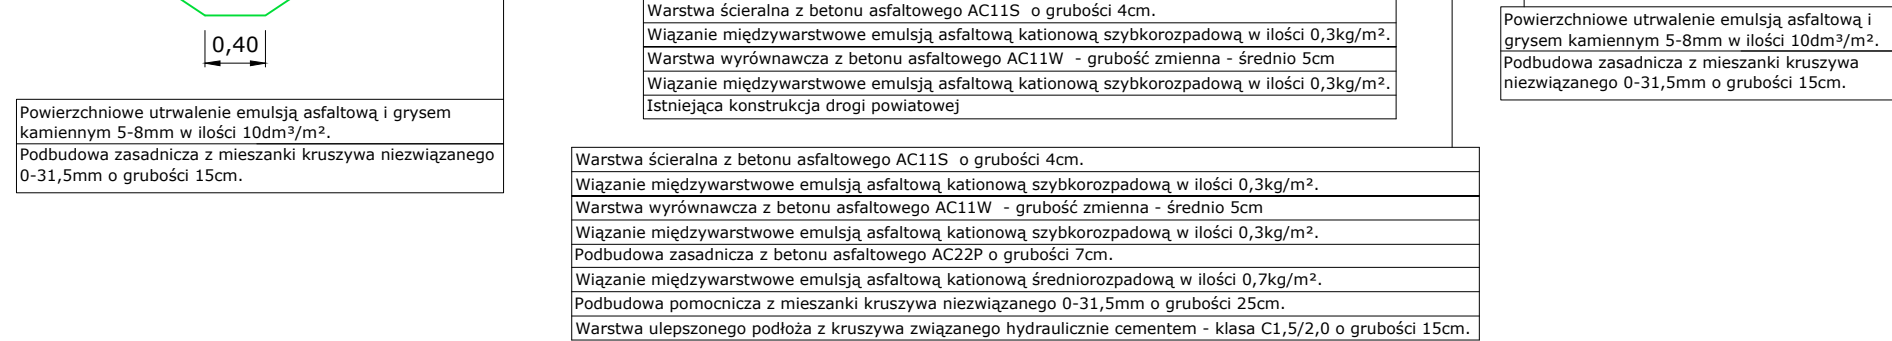 0,40
Powierzchniowe utrwalenie emulsją asfaltową i grysem
kamiennym 5-8mm w ilości 10dm³/m².
Podbudowa zasadnicza z mieszanki kruszywa niezwiązanego
0-31,5mm o grubości 15cm.
Warstwa ścieralna z betonu asfaltowego AC11S  o grubości 4cm.
Wiązanie międzywarstwowe emulsją asfaltową kationową szybkorozpadową w ilości 0,3kg/m².
Warstwa wyrównawcza z betonu asfaltowego AC11W  - grubość zmienna - średnio 5cm
Wiązanie międzywarstwowe emulsją asfaltową kationową szybkorozpadową w ilości 0,3kg/m².
Istniejąca konstrukcja drogi powiatowej
Warstwa ścieralna z betonu asfaltowego AC11S  o grubości 4cm.
Wiązanie międzywarstwowe emulsją asfaltową kationową szybkorozpadową w ilości 0,3kg/m².
Warstwa wyrównawcza z betonu asfaltowego AC11W  - grubość zmienna - średnio 5cm
Wiązanie międzywarstwowe emulsją asfaltową kationową szybkorozpadową w ilości 0,3kg/m².
Podbudowa zasadnicza z betonu asfaltowego AC22P o grubości 7cm.
Wiązanie międzywarstwowe emulsją asfaltową kationową średniorozpadową w ilości 0,7kg/m².
Podbudowa pomocnicza z mieszanki kruszywa niezwiązanego 0-31,5mm o grubości 25cm.
Warstwa ulepszonego podłoża z kruszywa związanego hydraulicznie cementem - klasa C1,5/2,0 o grubości 15cm.
Powierzchniowe utrwalenie emulsją asfaltową i
grysem kamiennym 5-8mm w ilości 10dm³/m².
Podbudowa zasadnicza z mieszanki kruszywa
niezwiązanego 0-31,5mm o grubości 15cm.